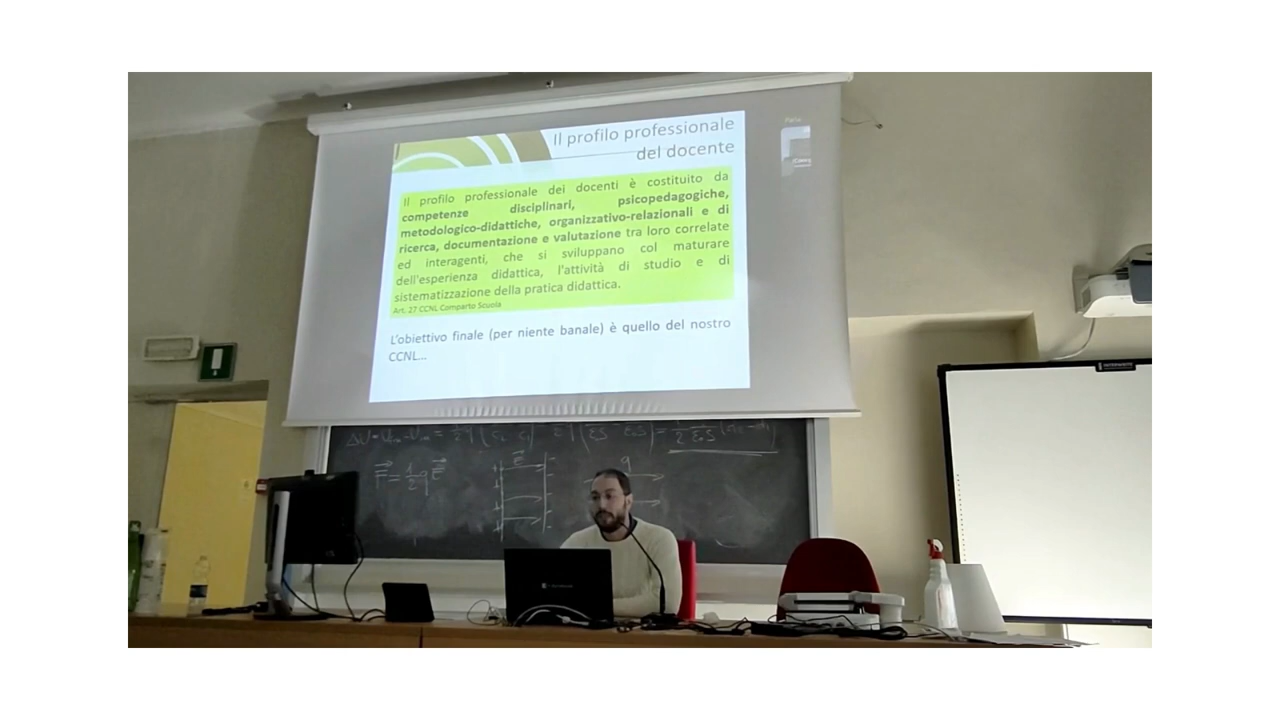 Il profilo professionale
del docente
Il profilo professionale dei docenti è costituito da
competenze disciplinari, psicopedagogiche,
metodologico-didattiche, organizzativo-relazionali e di
ricerca, documentazione e valutazione tra loro correlate
ed interagenti, che si sviluppano col maturare
dell'esperienza didattica, l'attività di studio e di
sistematizzazione della pratica didattica.
Art. 27 CCNL Comparto Scuola
L'obiettivo finale (per niente banale) è quello del nostro
CCNL...
F = 1/2 q E
E
q